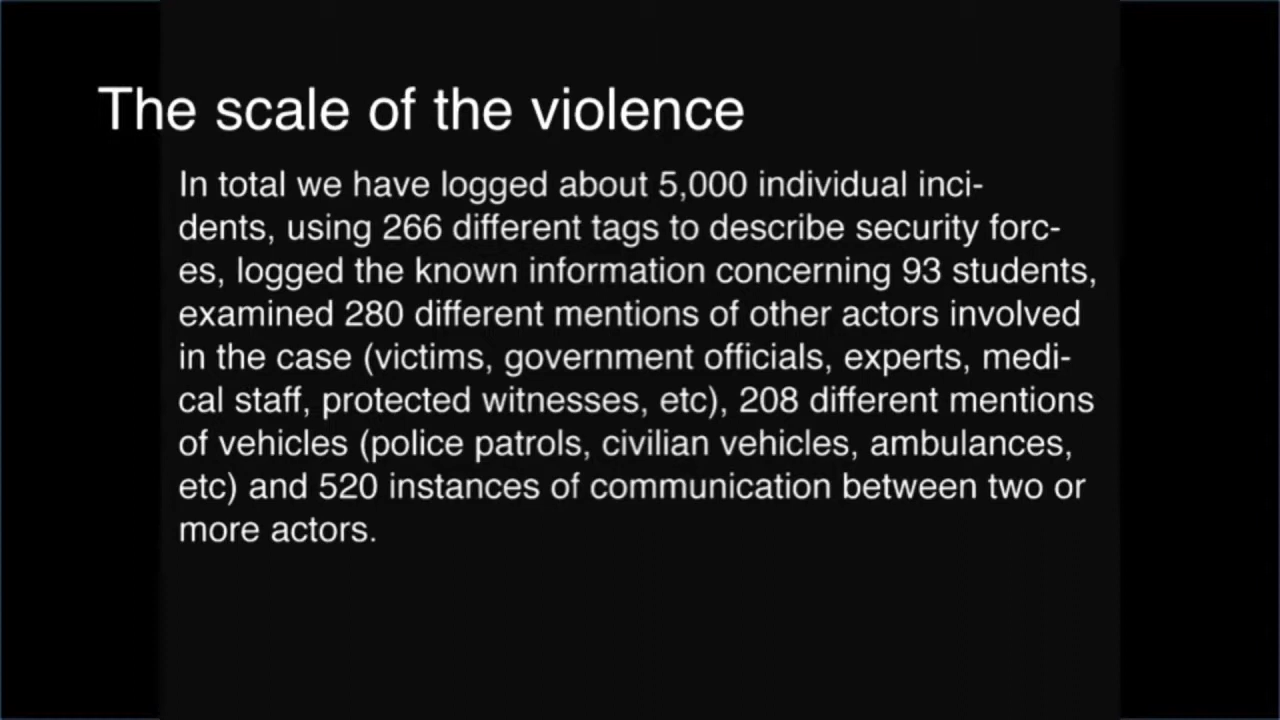 The scale of the violence
In total we have logged about 5,000 individual inci-
dents, using 266 different tags to describe security forc-
es, logged the known information concerning 93 students,
examined 280 different mentions of other actors involved
in the case (victims, government officials, experts, medi-
cal staff, protected witnesses, etc), 208 different mentions
of vehicles (police patrols, civilian vehicles, ambulances,
etc) and 520 instances of communication between two or
more actors.